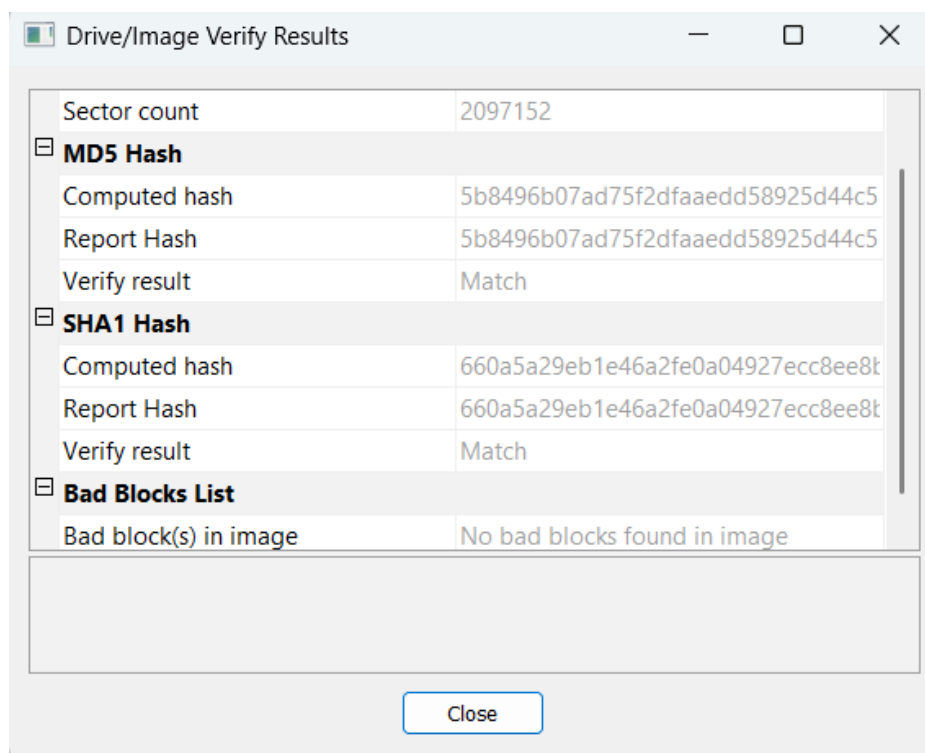 Drive/Image Verify Results
Sector count 2097152
MD5 Hash
Computed hash 5b8496b07ad75f2dfaaedd58925d44c5
Report Hash 5b8496b07ad75f2dfaaedd58925d44c5
Verify result Match
SHA1 Hash
Computed hash 660a5a29eb1e46a2fe0a04927ecc8ee8b
Report Hash 660a5a29eb1e46a2fe0a04927ecc8ee8b
Verify result Match
Bad Blocks List
Bad block(s) in image No bad blocks found in image
Close